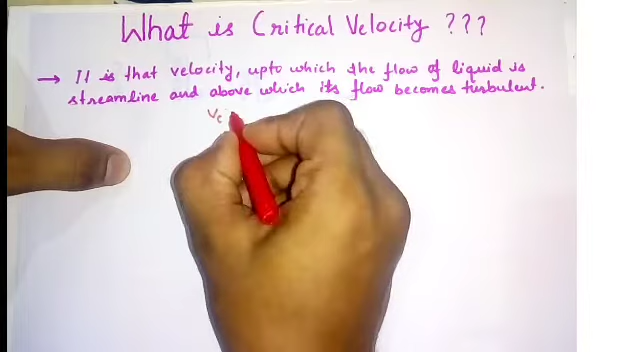 What is Critical Velocity ???
→ It is that velocity, upto which the flow of liquid is
streamline and above which its flow becomes turbulent.
Vc